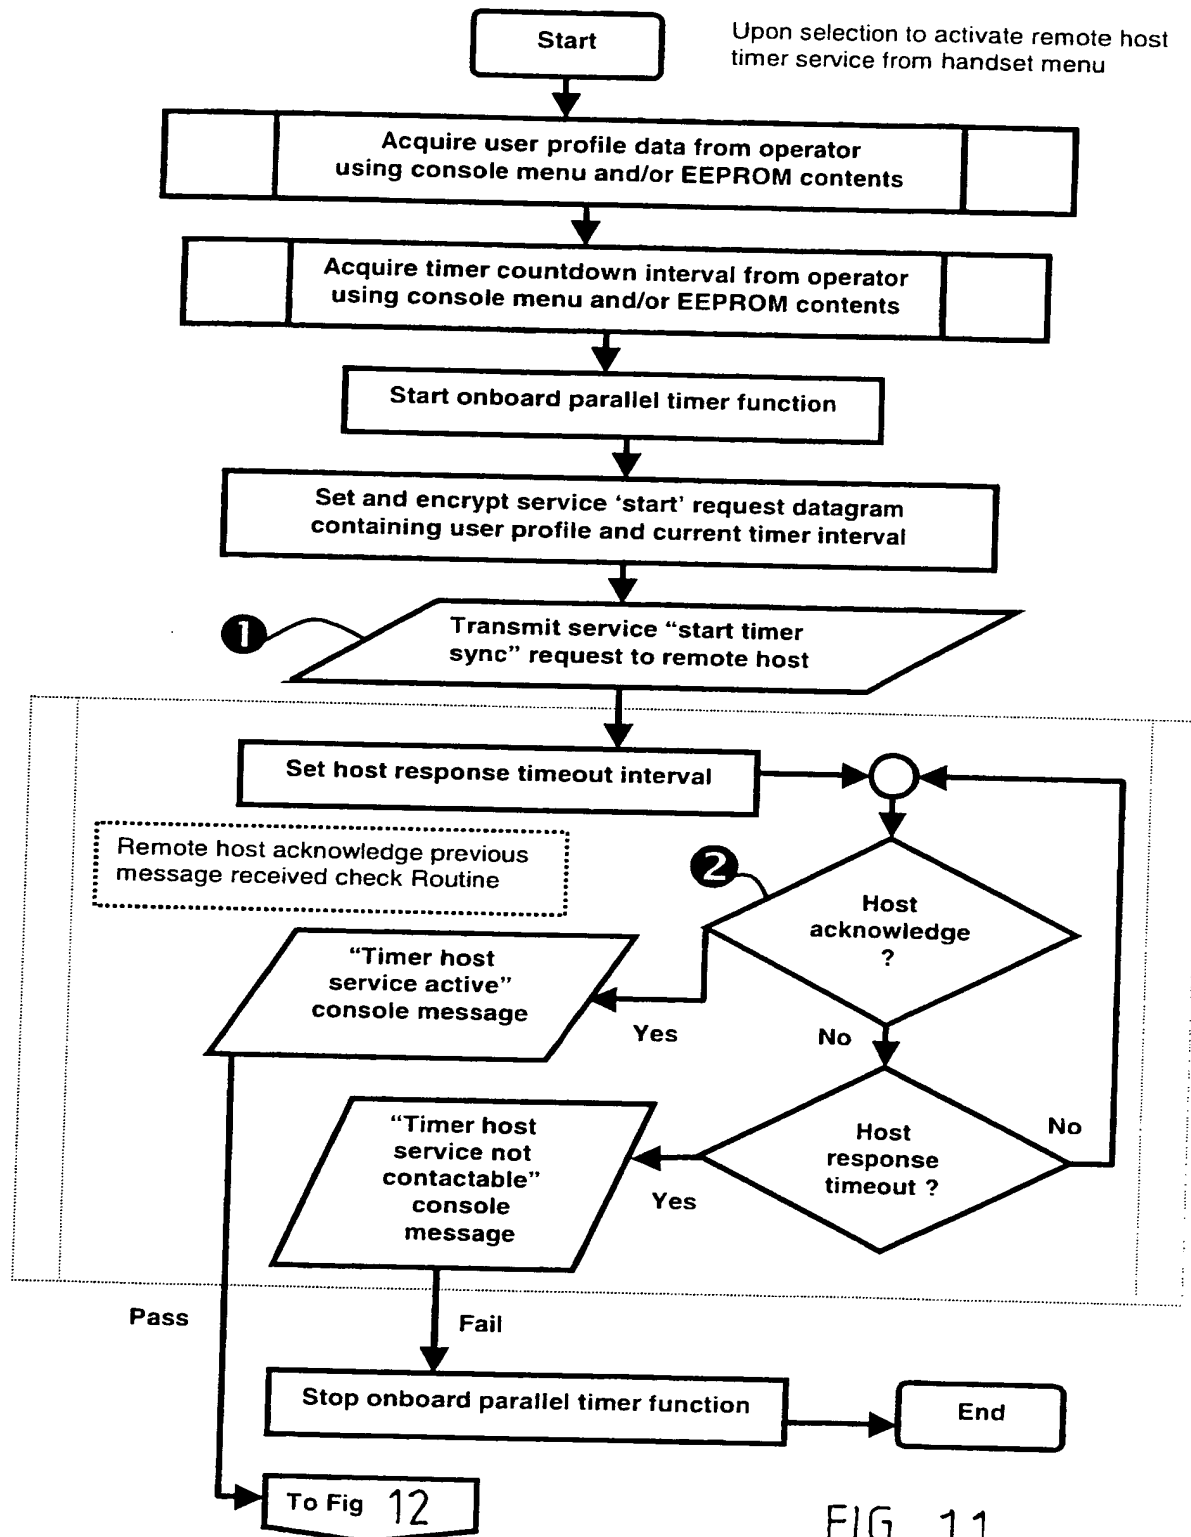 Start
Upon selection to activate remote host
timer service from handset menu
Acquire user profile data from operator
using console menu and/or EEPROM contents
Acquire timer countdown interval from operator
using console menu and/or EEPROM contents
Start onboard parallel timer function
Set and encrypt service ‘start’ request datagram
containing user profile and current timer interval
1
Transmit service “start timer
sync” request to remote host
Set host response timeout interval
Remote host acknowledge previous
message received check Routine
2
Host
acknowledge
?
“Timer host
service active”
console message
Yes
No
“Timer host
service not
contactable”
console
message
Yes
Host
response
timeout ?
No
Pass
Fail
Stop onboard parallel timer function
End
To Fig 12
FIG 11